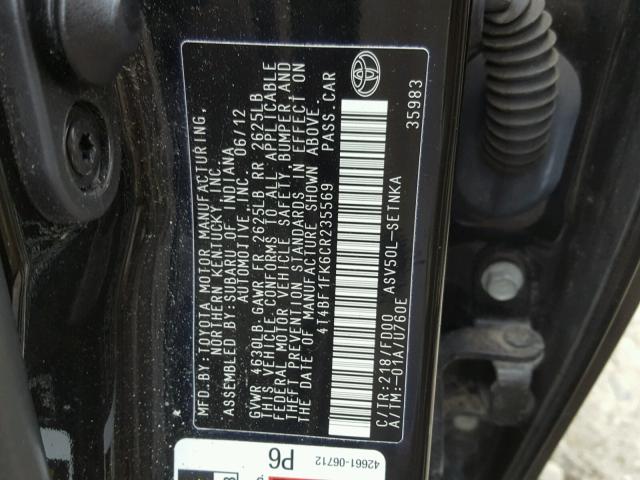 MFD.BY:TOYOTA MOTOR MANUFACTURING,
NORTHERN KENTUCKY, INC.
ASSEMBLED BY:SUBARU OF INDIANA
AUTOMOTIVE, INC. 06/12
GVWR 4630LB·GAWR FR 2625LB RR 2625LB
THIS VEHICLE CONFORMS TO ALL APPLICABLE
FEDERAL MOTOR VEHICLE SAFETY, BUMPER AND
THEFT PREVENTION STANDARDS IN EFFECT ON
THE DATE OF MANUFACTURE SHOWN ABOVE.
4T4BF1FK6CR235569 PASS.CAR
C/TR:218/FD00 ASV50L-SETNKA
A/TM:-01A/U760E 35983
P6
42661-06712